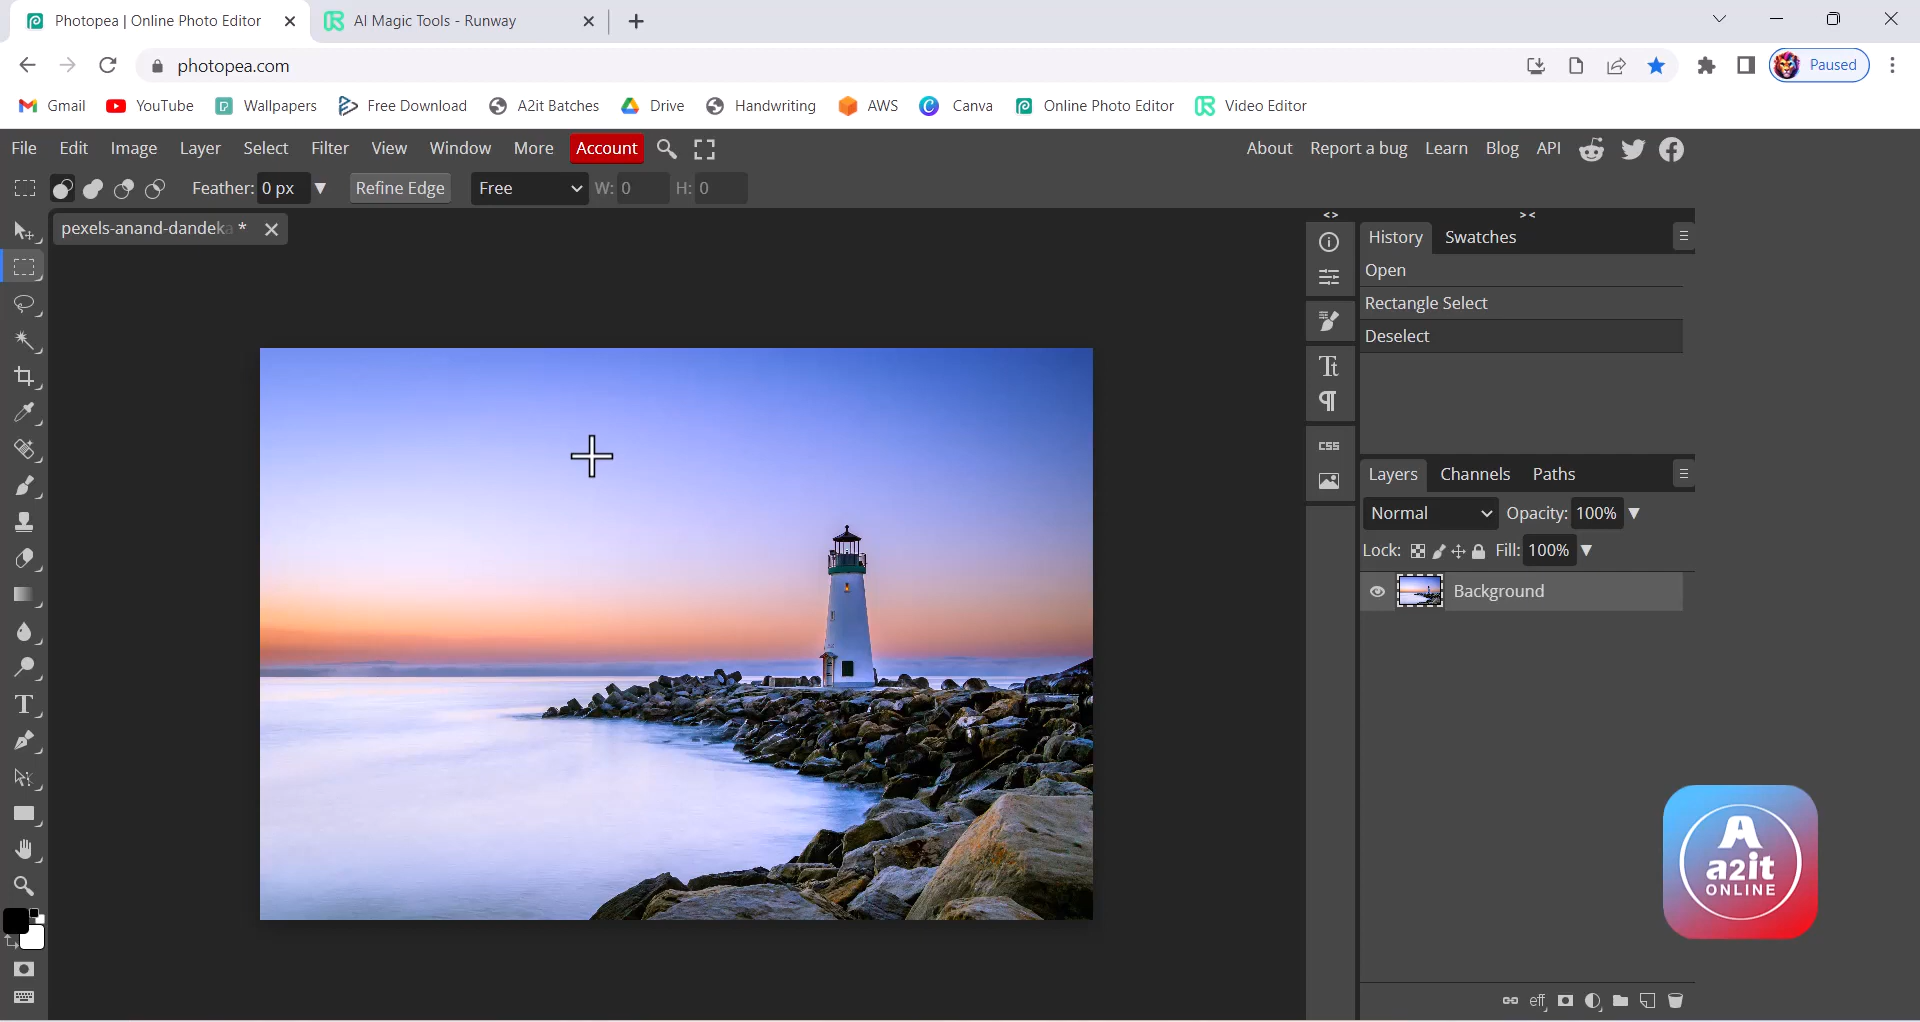 Photopea | Online Photo Editor
AI Magic Tools - Runway
photopea.com
Paused
Gmail
YouTube
Wallpapers
Free Download
A2it Batches
Drive
Handwriting
AWS
Canva
Online Photo Editor
Video Editor
File Edit Image Layer Select Filter View Window More Account
About Report a bug Learn Blog API
Feather: 0 px Refine Edge Free W: 0 H: 0
pexels-anand-dandeka *
History Swatches
Open
Rectangle Select
Deselect
CSS
Layers Channels Paths
Normal Opacity: 100%
Lock: Fill: 100%
Background
A
a2it
ONLINE
eff